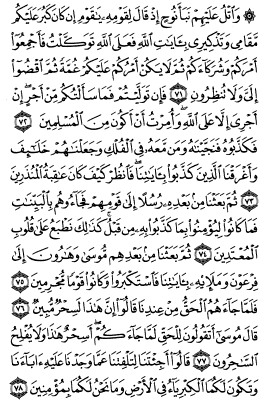 ۞ وَٱتۡلُ عَلَيۡهِمۡ نَبَأَ نُوحٍ إِذۡ قَالَ لِقَوۡمِهِۦ يَٰقَوۡمِ إِن كَانَ كَبُرَ عَلَيۡكُم
مَّقَامِي وَتَذۡكِيرِي بِـَٔايَٰتِ ٱللَّهِ فَعَلَى ٱللَّهِ تَوَكَّلۡتُ فَأَجۡمِعُوٓاْ
أَمۡرَكُمۡ وَشُرَكَآءَكُمۡ ثُمَّ لَا يَكُنۡ أَمۡرُكُمۡ عَلَيۡكُمۡ غُمَّةٗ ثُمَّ ٱقۡضُوٓاْ
إِلَيَّ وَلَا تُنظِرُونِ ۝٧١ فَإِن تَوَلَّيۡتُمۡ فَمَا سَأَلۡتُكُم مِّنۡ أَجۡرٍۖ إِنۡ
أَجۡرِيَ إِلَّا عَلَى ٱللَّهِۖ وَأُمِرۡتُ أَنۡ أَكُونَ مِنَ ٱلۡمُسۡلِمِينَ ۝٧٢
فَكَذَّبُوهُ فَنَجَّيۡنَٰهُ وَمَن مَّعَهُۥ فِي ٱلۡفُلۡكِ وَجَعَلۡنَٰهُمۡ خَلَٰٓئِفَ
وَأَغۡرَقۡنَا ٱلَّذِينَ كَذَّبُواْ بِـَٔايَٰتِنَاۖ فَٱنظُرۡ كَيۡفَ كَانَ عَٰقِبَةُ ٱلۡمُنذَرِينَ
۝٧٣ ثُمَّ بَعَثۡنَا مِنۢ بَعۡدِهِۦ رُسُلًا إِلَىٰ قَوۡمِهِمۡ فَجَآءُوهُم بِٱلۡبَيِّنَٰتِ
فَمَا كَانُواْ لِيُؤۡمِنُواْ بِمَا كَذَّبُواْ بِهِۦ مِن قَبۡلُۚ كَذَٰلِكَ نَطۡبَعُ عَلَىٰ قُلُوبِ
ٱلۡمُعۡتَدِينَ ۝٧٤ ثُمَّ بَعَثۡنَا مِنۢ بَعۡدِهِم مُّوسَىٰ وَهَٰرُونَ إِلَىٰ
فِرۡعَوۡنَ وَمَلَإِيْهِۦ بِـَٔايَٰتِنَا فَٱسۡتَكۡبَرُواْ وَكَانُواْ قَوۡمٗا مُّجۡرِمِينَ ۝٧٥
فَلَمَّا جَآءَهُمُ ٱلۡحَقُّ مِنۡ عِندِنَا قَالُوٓاْ إِنَّ هَٰذَا لَسِحۡرٞ مُّبِينٞ ۝٧٦
قَالَ مُوسَىٰٓ أَتَقُولُونَ لِلۡحَقِّ لَمَّا جَآءَكُمۡۖ أَسِحۡرٌ هَٰذَا وَلَا يُفۡلِحُ
ٱلسَّٰحِرُونَ ۝٧٧ قَالُوٓاْ أَجِئۡتَنَا لِتَلۡفِتَنَا عَمَّا وَجَدۡنَا عَلَيۡهِ ءَابَآءَنَا
وَتَكُونَ لَكُمَا ٱلۡكِبۡرِيَآءُ فِي ٱلۡأَرۡضِ وَمَا نَحۡنُ لَكُمَا بِمُؤۡمِنِينَ ۝٧٨